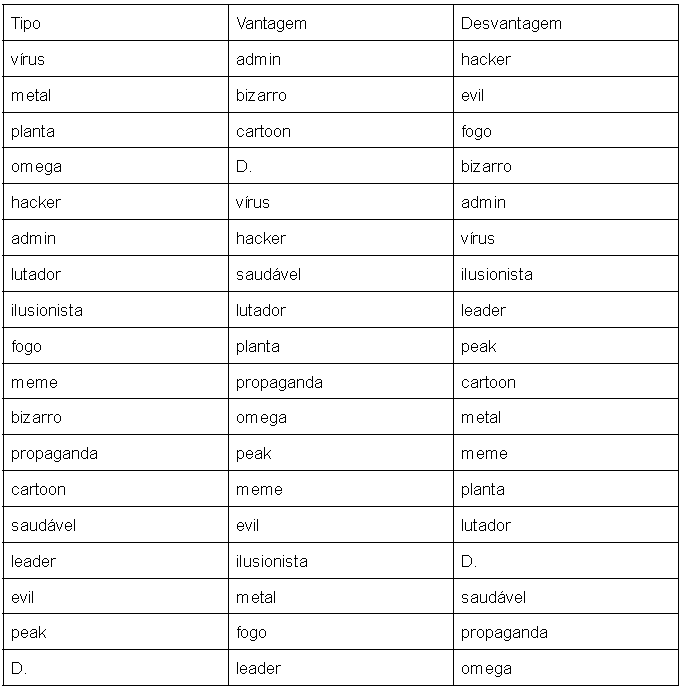 Tipo Vantagem Desvantagem
vírus admin hacker
metal bizarro evil
planta cartoon fogo
omega D. bizarro
hacker vírus admin
admin hacker vírus
lutador saudável ilusionista
ilusionista lutador leader
fogo planta peak
meme propaganda cartoon
bizarro omega metal
propaganda peak meme
cartoon meme planta
saudável evil lutador
leader ilusionista D.
evil metal saudável
peak fogo propaganda
D. leader omega